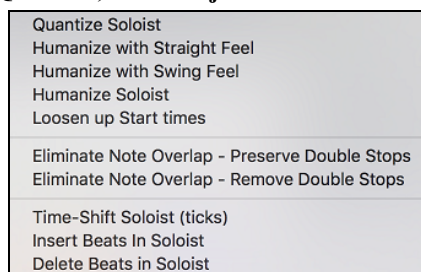 Quantize Soloist
Humanize with Straight Feel
Humanize with Swing Feel
Humanize Soloist
Loosen up Start times
Eliminate Note Overlap - Preserve Double Stops
Eliminate Note Overlap - Remove Double Stops
Time-Shift Soloist (ticks)
Insert Beats In Soloist
Delete Beats in Soloist